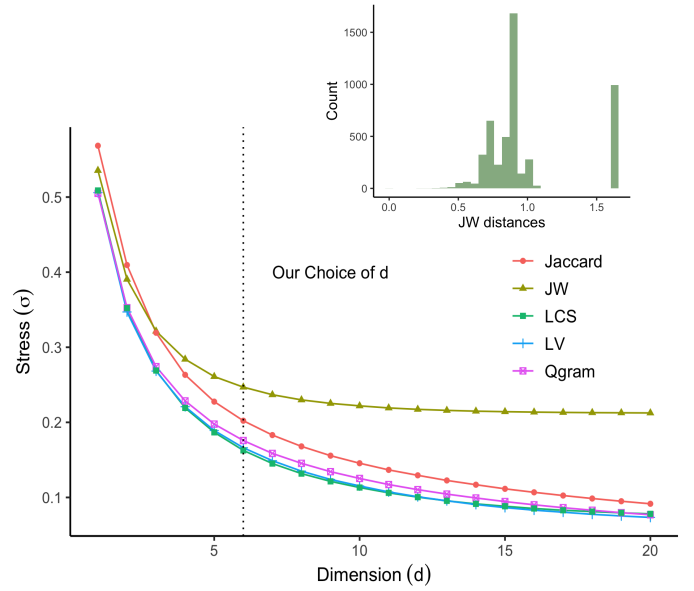 1500
1000
500
0
Count
0.0 0.5 1.0 1.5
JW distances
0.5
0.4
0.3
0.2
0.1
Stress (σ)
Our Choice of d
Jaccard
JW
LCS
LV
Qgram
5 10 15 20
Dimension (d)